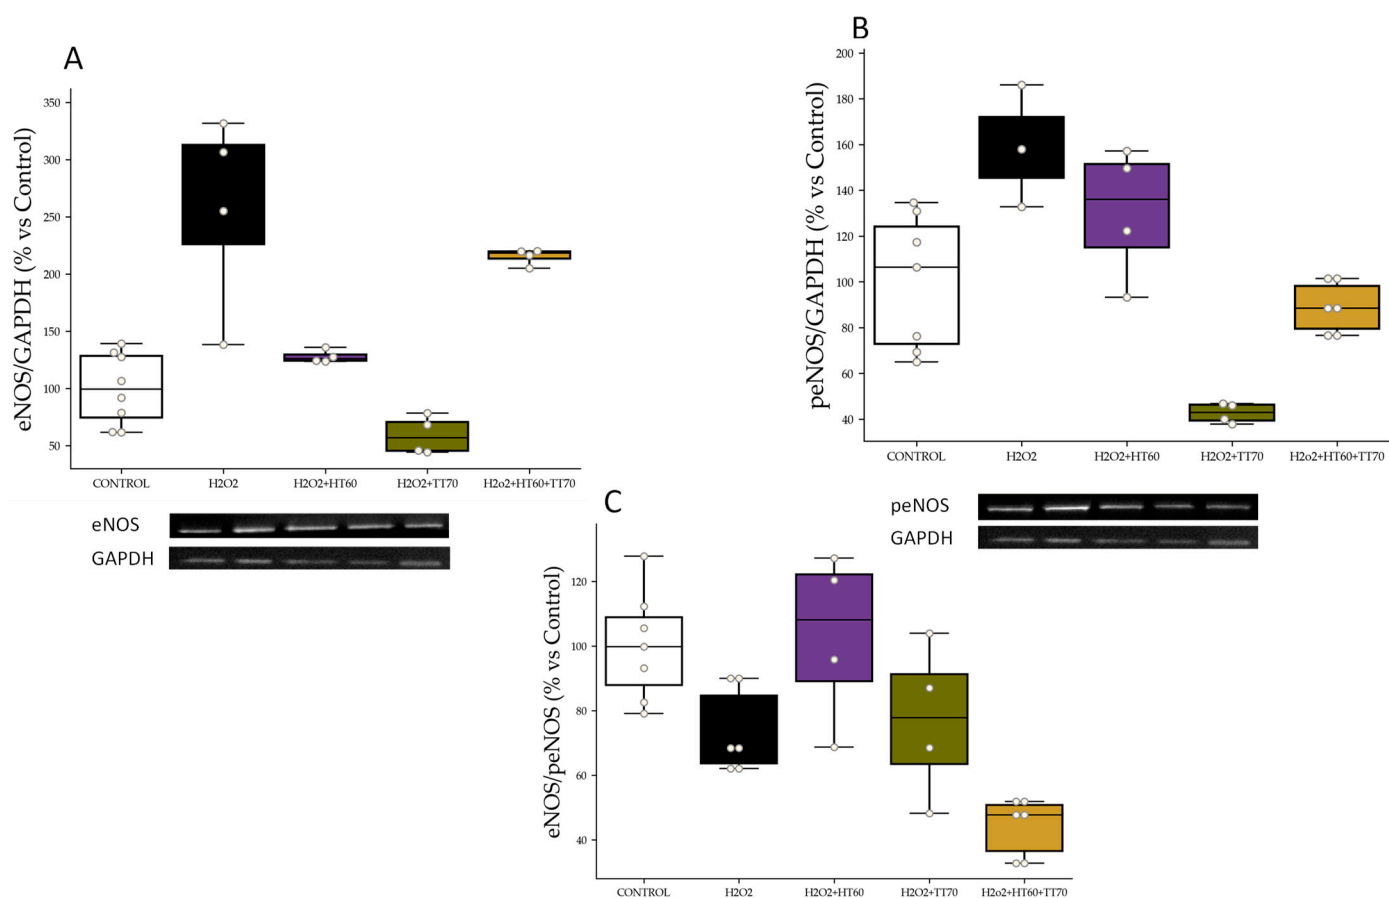 A
eNOS/GAPDH (% vs Control)
350
300
250
200
150
100
50
CONTROL
H2O2
H2O2+HT60
H2O2+TT70
H2o2+HT60+TT70
eNOS
GAPDH
B
peNOS/GAPDH (% vs Control)
200
180
160
140
120
100
80
60
40
CONTROL
H2O2
H2O2+HT60
H2O2+TT70
H2o2+HT60+TT70
peNOS
GAPDH
C
eNOS/peNOS (% vs Control)
120
100
80
60
40
CONTROL
H2O2
H2O2+HT60
H2O2+TT70
H2o2+HT60+TT70